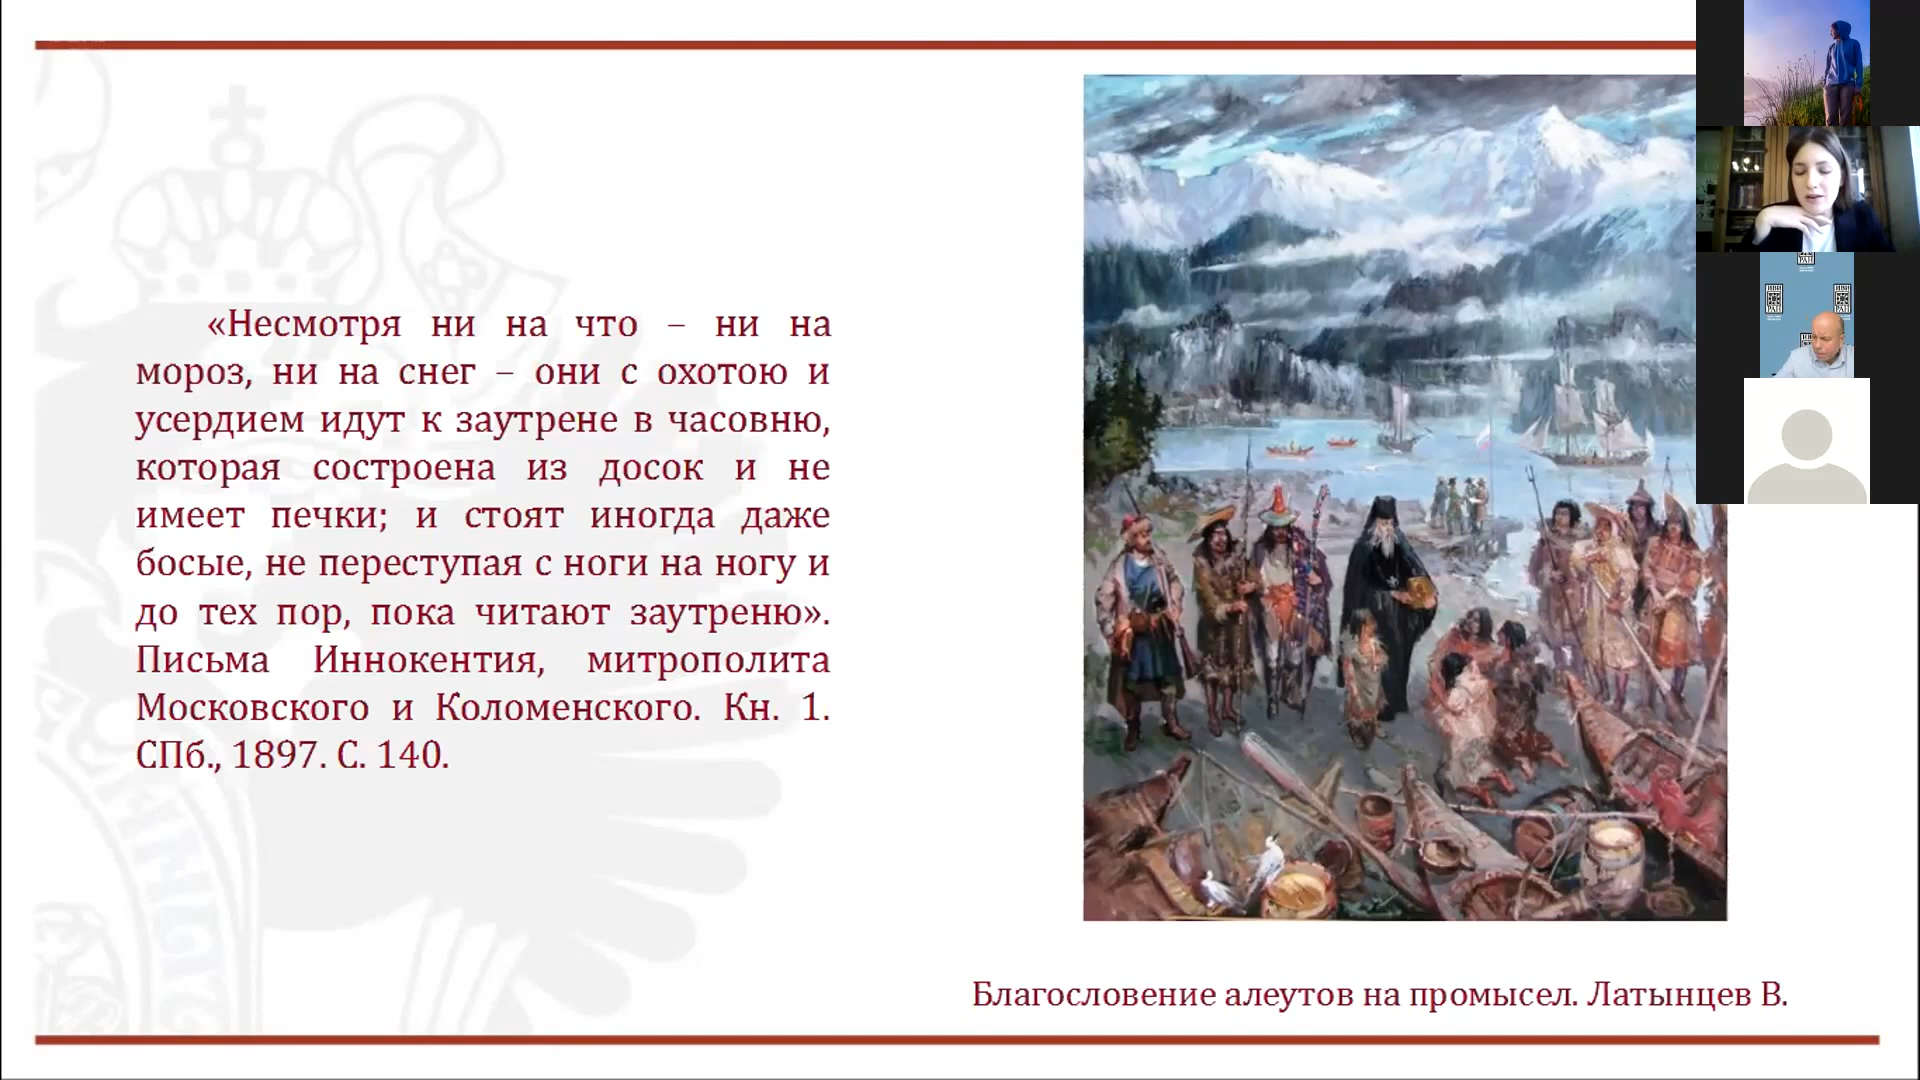 «Несмотря ни на что – ни на
мороз, ни на снег – они с охотою и
усердием идут к заутрене в часовню,
которая состроена из досок и не
имеет печки; и стоят иногда даже
босые, не переступая с ноги на ногу и
до тех пор, пока читают заутреню».
Письма Иннокентия, митрополита
Московского и Коломенского. Кн. 1.
СПб., 1897. С. 140.
Благословение алеутов на промысел. Латынцев В.